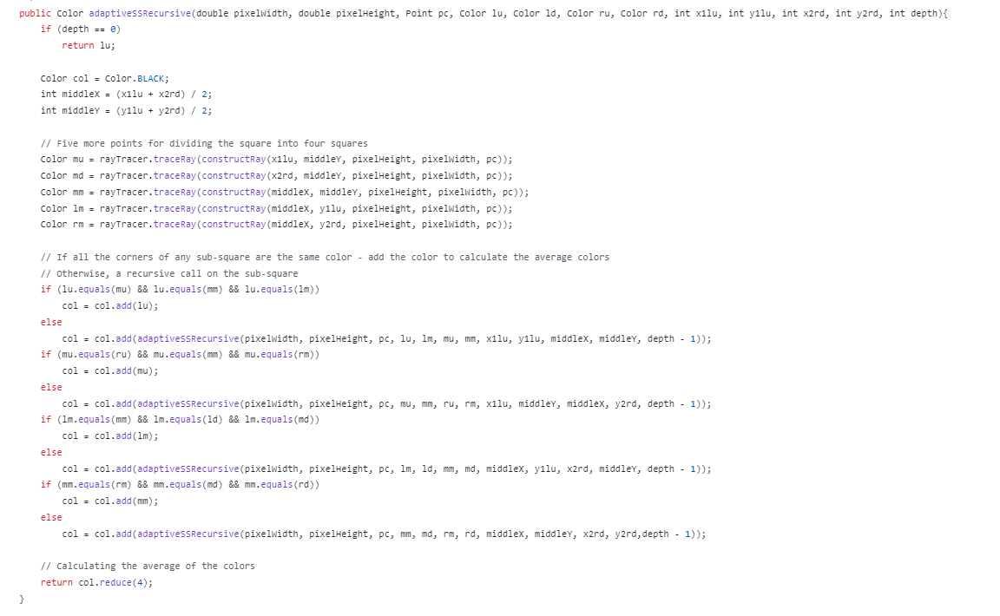 public Color adaptiveSSRecursive(double pixelWidth, double pixelHeight, Point pc, Color lu, Color ld, Color ru, Color rd, int x1lu, int y1lu, int x2rd, int y2rd, int depth){
    if (depth == 0)
        return lu;

    Color col = Color.BLACK;
    int middleX = (x1lu + x2rd) / 2;
    int middleY = (y1lu + y2rd) / 2;

    // Five more points for dividing the square into four squares
    Color mu = rayTracer.traceRay(constructRay(x1lu, middleY, pixelHeight, pixelWidth, pc));
    Color md = rayTracer.traceRay(constructRay(x2rd, middleY, pixelHeight, pixelWidth, pc));
    Color mm = rayTracer.traceRay(constructRay(middleX, middleY, pixelHeight, pixelWidth, pc));
    Color lm = rayTracer.traceRay(constructRay(middleX, y1lu, pixelHeight, pixelWidth, pc));
    Color rm = rayTracer.traceRay(constructRay(middleX, y2rd, pixelHeight, pixelWidth, pc));

    // If all the corners of any sub-square are the same color - add the color to calculate the average colors
    // Otherwise, a recursive call on the sub-square
    if (lu.equals(mu) && lu.equals(mm) && lu.equals(lm))
        col = col.add(lu);
    else
        col = col.add(adaptiveSSRecursive(pixelWidth, pixelHeight, pc, lu, lm, mu, mm, x1lu, y1lu, middleX, middleY, depth - 1));
    if (mu.equals(ru) && mu.equals(mm) && mu.equals(rm))
        col = col.add(mu);
    else
        col = col.add(adaptiveSSRecursive(pixelWidth, pixelHeight, pc, mu, mm, ru, rm, x1lu, middleY, middleX, y2rd, depth - 1));
    if (lm.equals(mm) && lm.equals(ld) && lm.equals(md))
        col = col.add(lm);
    else
        col = col.add(adaptiveSSRecursive(pixelWidth, pixelHeight, pc, lm, ld, mm, md, middleX, y1lu, x2rd, middleY, depth - 1));
    if (mm.equals(rm) && mm.equals(md) && mm.equals(rd))
        col = col.add(mm);
    else
        col = col.add(adaptiveSSRecursive(pixelWidth, pixelHeight, pc, mm, md, rm, rd, middleX, middleY, x2rd, y2rd,depth - 1));

    // Calculating the average of the colors
    return col.reduce(4);
}